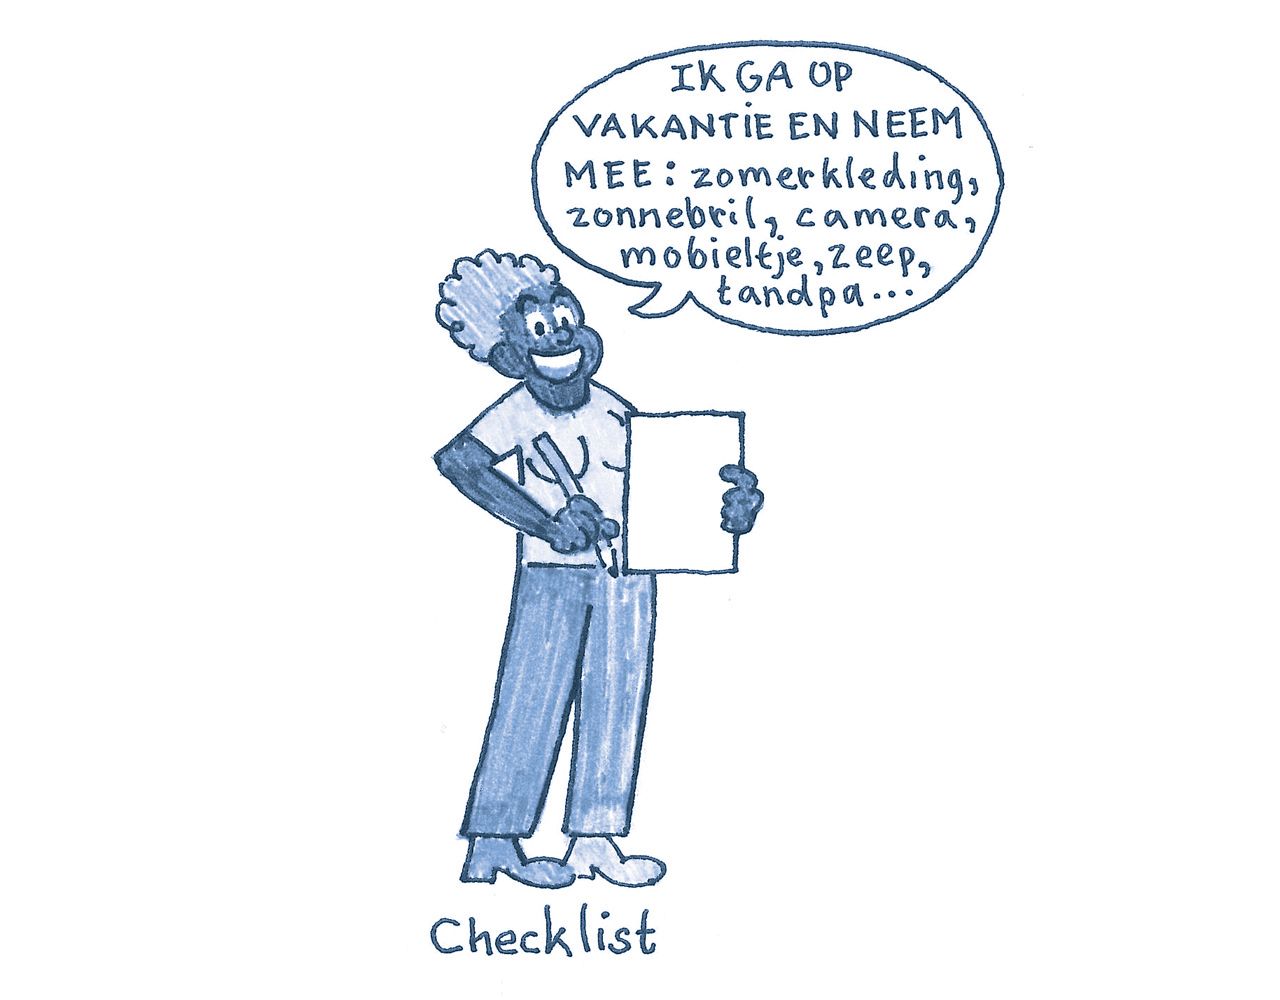 IK GA OP
VAKANTIE EN NEEM
MEE: zomerkleding,
zonnebril, camera,
mobieltje, zeep,
tandpa...
Checklist